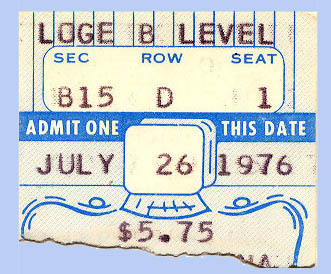 LOGE B LEVEL
SEC ROW SEAT
B15 D 1
ADMIT ONE THIS DATE
JULY 26 1976
$5.75